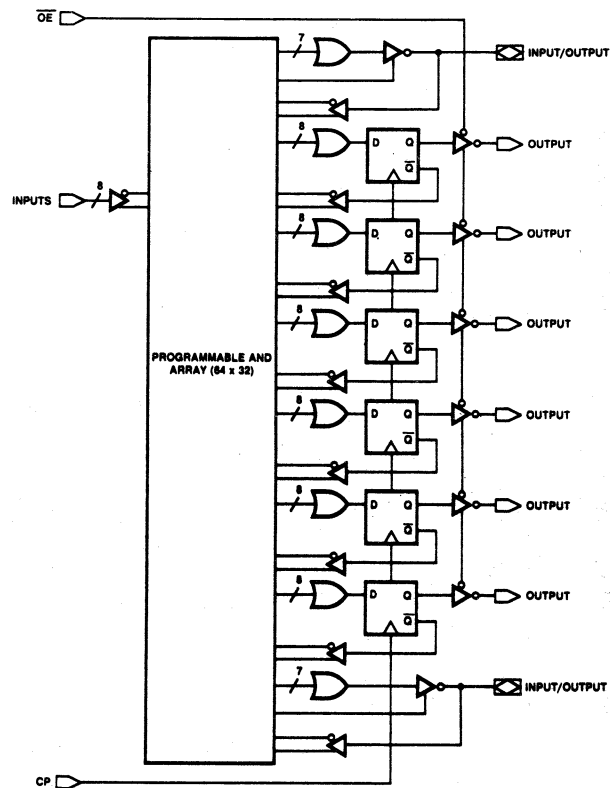 OE
7
INPUT/OUTPUT
8
D Q
Q
OUTPUT
INPUTS
8
8
D Q
Q
OUTPUT
8
D Q
Q
OUTPUT
PROGRAMMABLE AND
ARRAY (64 x 32)
8
D Q
Q
OUTPUT
8
D Q
Q
OUTPUT
8
D Q
Q
OUTPUT
7
INPUT/OUTPUT
CP